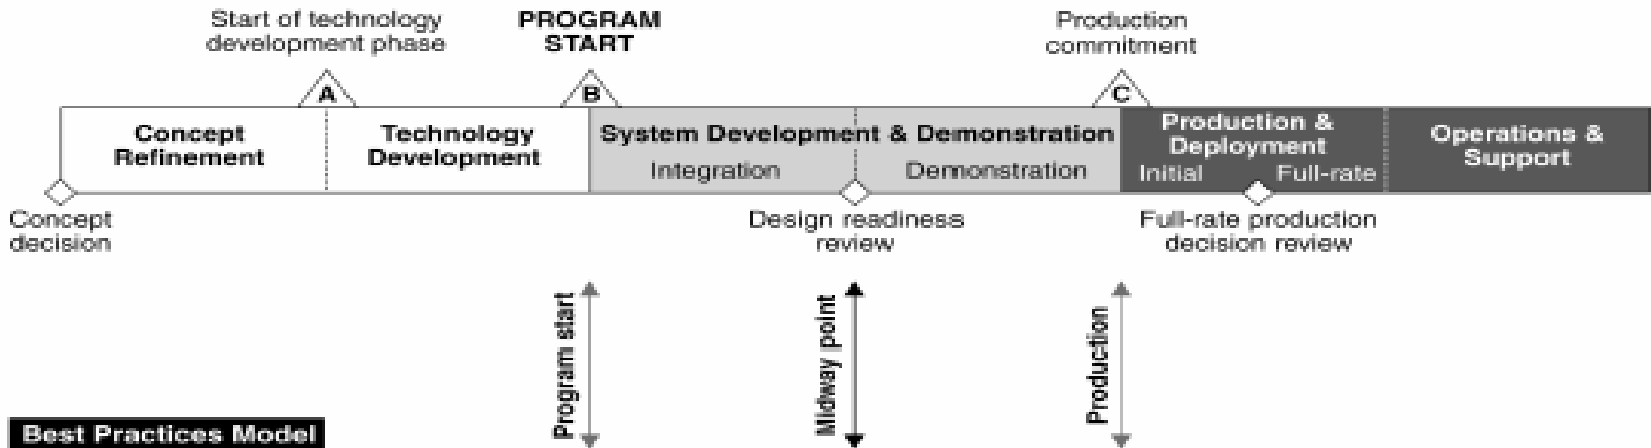 Start of technology
development phase
PROGRAM
START
Production
commitment
A
B
C
Concept
Refinement
Technology
Development
System Development & Demonstration
Integration
Demonstration
Production &
Deployment
Initial
Full-rate
Operations &
Support
Concept
decision
Design readiness
review
Full-rate production
decision review
Program start
Midway point
Production
Best Practices Model